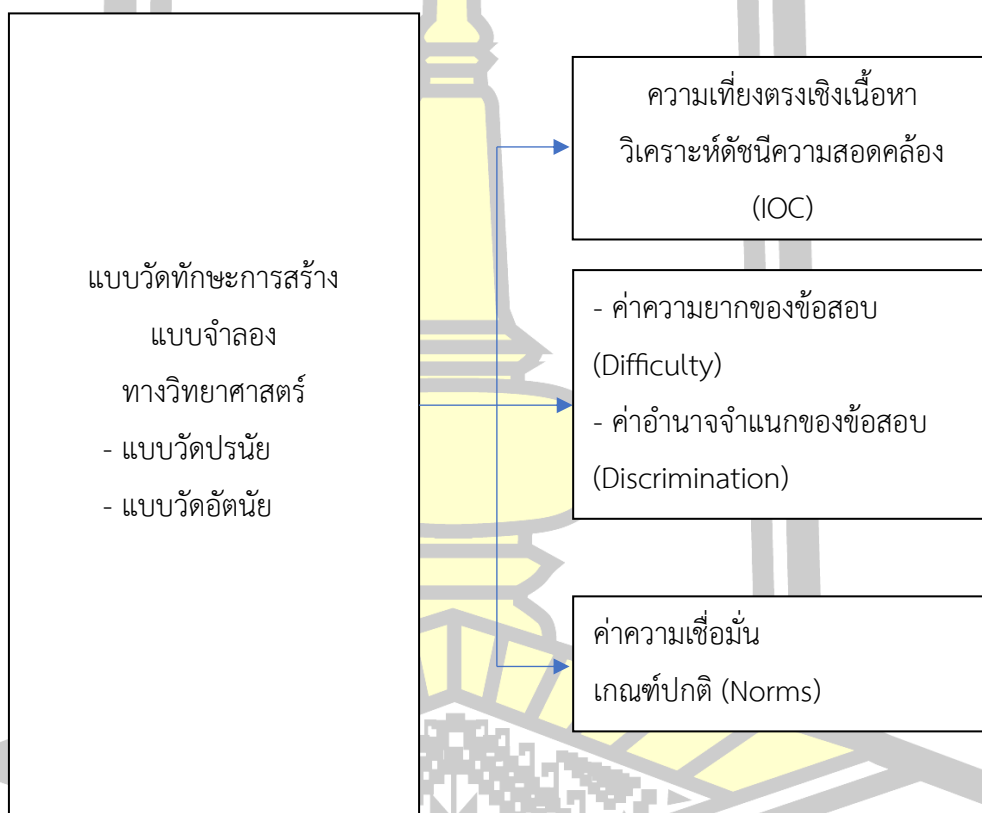 แบบวัดทักษะการสร้าง
แบบจำลอง
ทางวิทยาศาสตร์
- แบบวัดปรนัย
- แบบวัดอัตนัย
ความเที่ยงตรงเชิงเนื้อหา
วิเคราะห์ดัชนีความสอดคล้อง
(IOC)
- ค่าความยากของข้อสอบ
(Difficulty)
- ค่าอำนาจจำแนกของข้อสอบ
(Discrimination)
ค่าความเชื่อมั่น
เกณฑ์ปกติ (Norms)